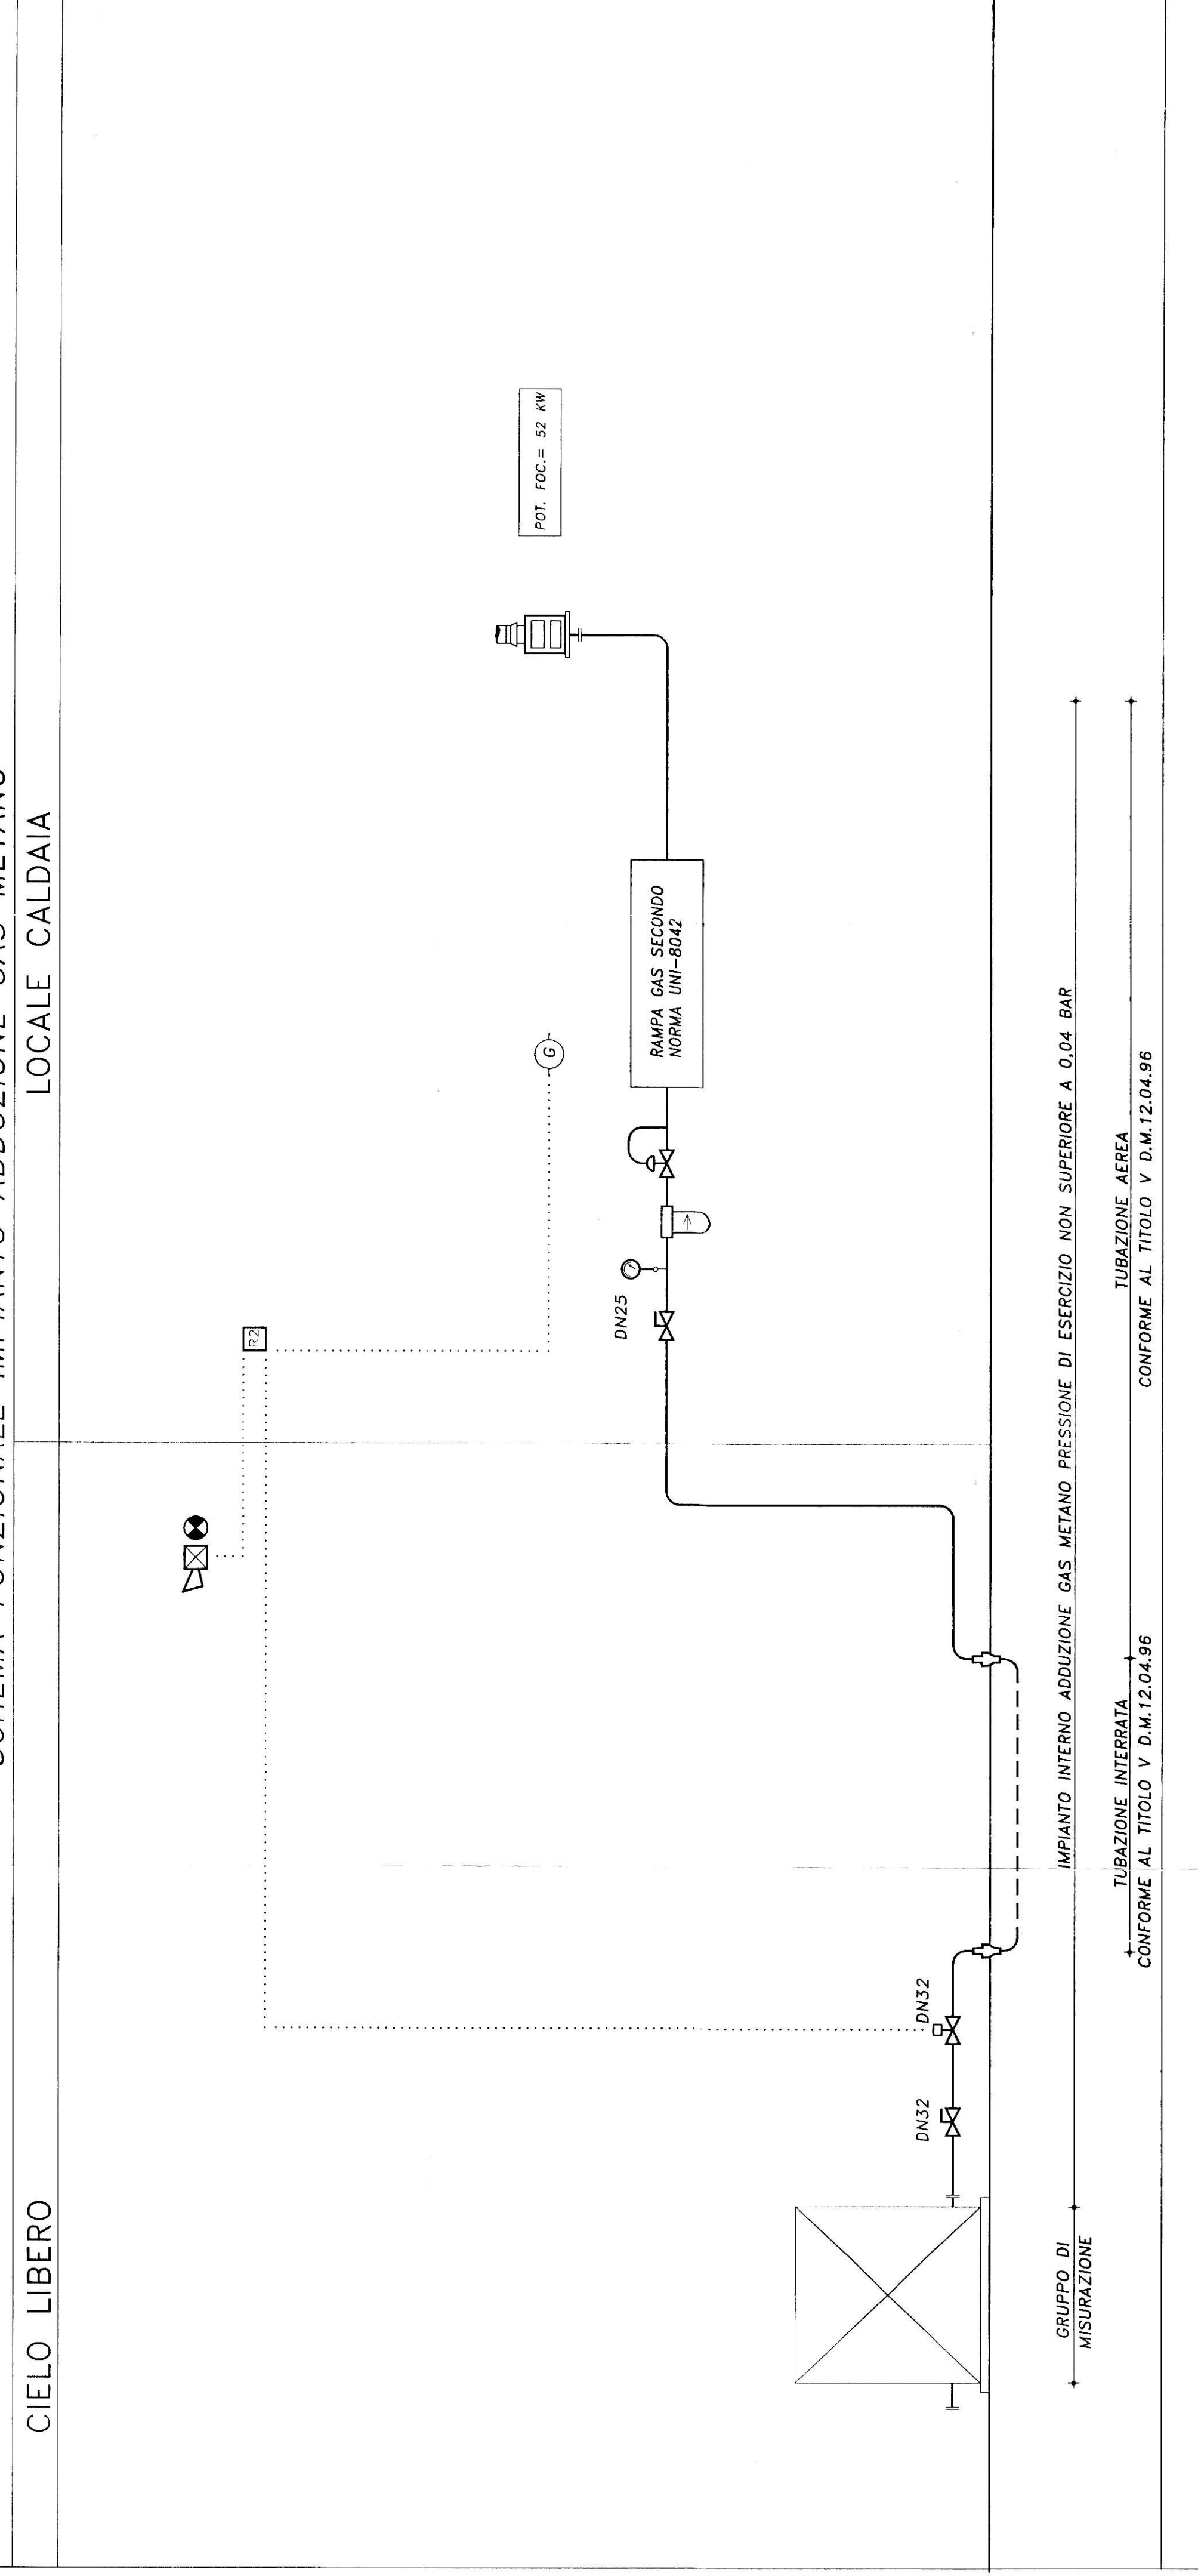 SCHEMA FUNZIONALE IMPIANTO ADDUZIONE GAS METANO
CIELO LIBERO
LOCALE CALDAIA
R2
G
POT. FOC.= 52 KW
DN25
RAMPA GAS SECONDO
NORMA UNI-8042
DN32
DN32
GRUPPO DI
MISURAZIONE
IMPIANTO INTERNO ADDUZIONE GAS METANO PRESSIONE DI ESERCIZIO NON SUPERIORE A 0,04 BAR
TUBAZIONE INTERRATA
CONFORME AL TITOLO V D.M.12.04.96
TUBAZIONE AEREA
CONFORME AL TITOLO V D.M.12.04.96